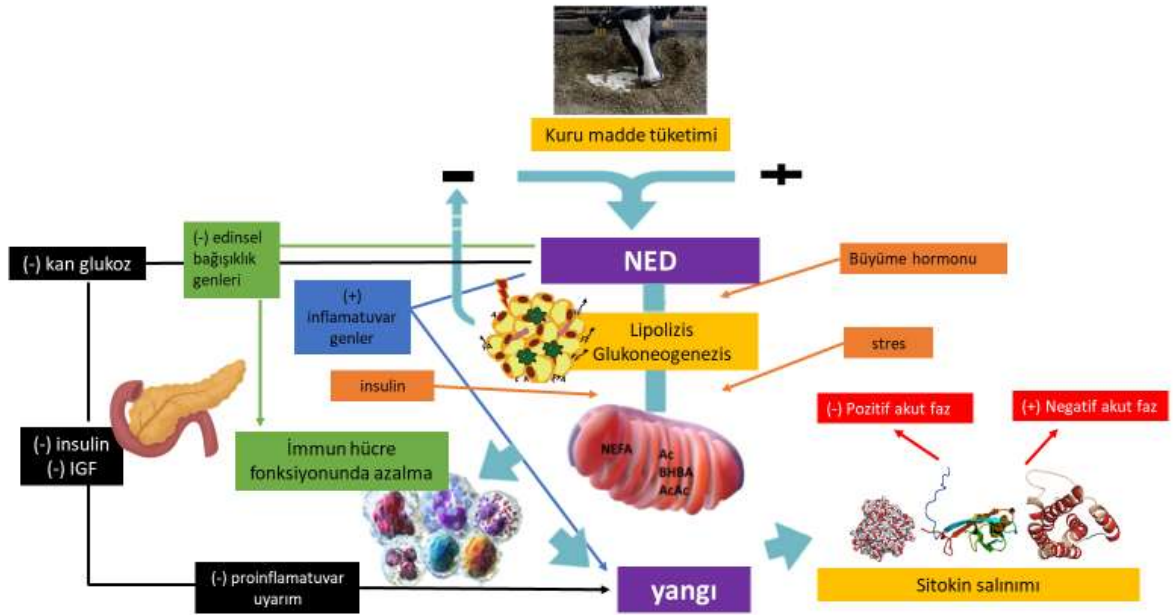 Kuru madde tüketimi
NED
(-) kan glukoz
(-) edinsel
bağışıklık
genleri
(+)
inflamatuvar
genler
Büyüme hormonu
Lipolizis
Glukoneogenezis
stres
insulin
(-) Pozitif akut faz
(+) Negatif akut faz
(-) insulin
(-) IGF
İmmun hücre
fonksiyonunda azalma
NEFA
Ac
BHBA
AcAc
(-) proinflamatuvar
uyarım
yangı
Sitokin salınımı